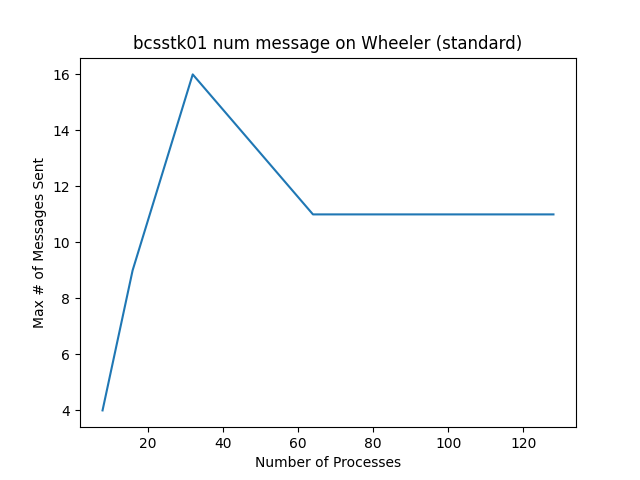 bcsstk01 num message on Wheeler (standard)
Max # of Messages Sent
16
14
12
10
8
6
4
20 40 60 80 100 120
Number of Processes